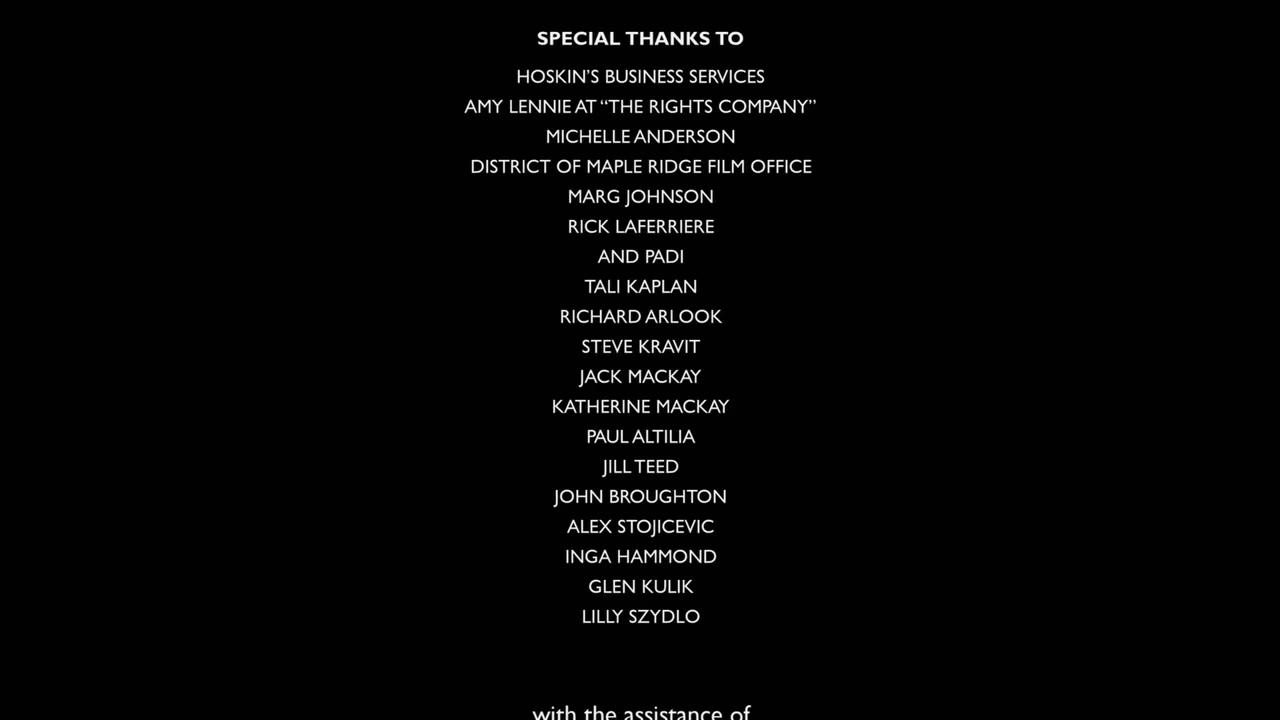 SPECIAL THANKS TO
HOSKIN'S BUSINESS SERVICES
AMY LENNIE AT “THE RIGHTS COMPANY”
MICHELLE ANDERSON
DISTRICT OF MAPLE RIDGE FILM OFFICE
MARG JOHNSON
RICK LAFERRIERE
AND PADI
TALI KAPLAN
RICHARD ARLOOK
STEVE KRAVIT
JACK MACKAY
KATHERINE MACKAY
PAUL ALTILIA
JILL TEED
JOHN BROUGHTON
ALEX STOJICEVIC
INGA HAMMOND
GLEN KULIK
LILLY SZYDLO
with the assistance of